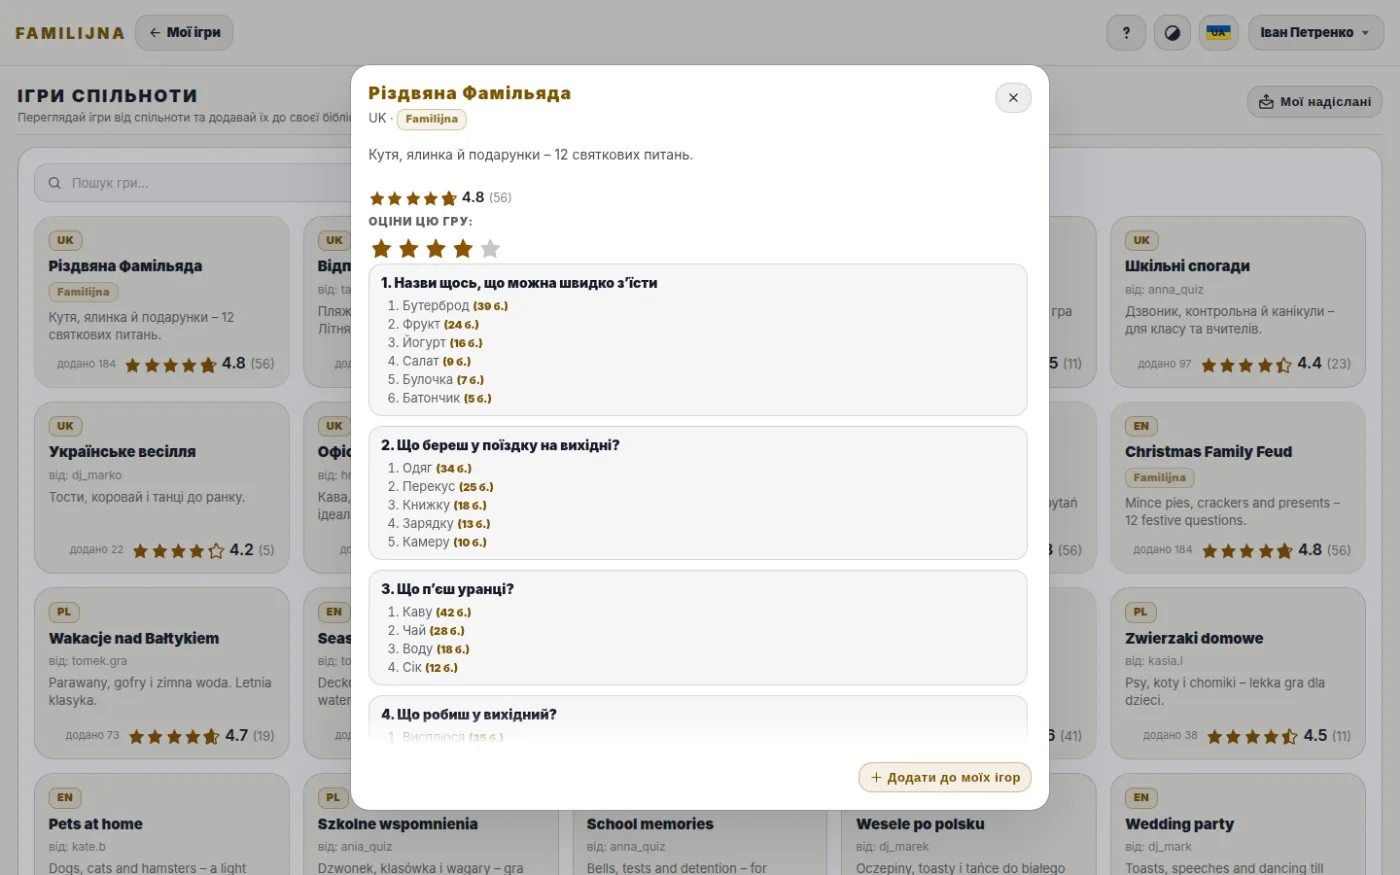 FAMILIJNA
← Мої ігри
?
UA
Іван Петренко
ІГРИ СПІЛЬНОТИ
Переглядай ігри від спільноти та додавай їх до своєї
Мої надіслані
Пошук гри...
UK
Різдвяна Фамільяда
Familijna
Кутя, ялинка й подарунки – 12
святкових питань.
додано 184
4.8 (56)
UK
UK
Шкільні спогади
від: anna_quiz
Дзвоник, контрольна й канікули –
для класу та вчителів.
додано 97
4.4 (23)
UK
Українське весілля
від: dj_marko
Тости, коровай і танці до ранку.
додано 22
4.2 (5)
UK
EN
Christmas Family Feud
Familijna
Mince pies, crackers and presents –
12 festive questions.
додано 184
4.8 (56)
PL
Wakacje nad Bałtykiem
від: tomek.gra
Parawany, gofry i zimna woda. Letnia
klasyka.
додано 73
4.7 (19)
EN
PL
Zwierzaki domowe
від: kasia.l
Psy, koty i chomiki – lekka gra dla
dzieci.
додано 38
4.5 (11)
EN
Pets at home
від: kate.b
Dogs, cats and hamsters – a light
PL
Szkolne wspomnienia
від: ania_quiz
Dzwonek, klasówka i wagary – gra
School memories
від: anna_quiz
Bells, tests and detention – for
Wesele po polsku
від: dj_marek
Oczepiny, toasty i tańce do białego
EN
Wedding party
від: dj_mark
Toasts, speeches and dancing till
Різдвяна Фамільяда
UK · Familijna
×
Кутя, ялинка й подарунки – 12 святкових питань.
4.8 (56)
ОЦІНИ ЦЮ ГРУ:
1. Назви щось, що можна швидко з’їсти
1. Бутерброд (39 б.)
2. Фрукт (24 б.)
3. Йогурт (16 б.)
4. Салат (9 б.)
5. Булочка (7 б.)
6. Батончик (5 б.)
2. Що береш у поїздку на вихідні?
1. Одяг (34 б.)
2. Перекус (25 б.)
3. Книжку (18 б.)
4. Зарядку (13 б.)
5. Камеру (10 б.)
3. Що п’єш уранці?
1. Каву (42 б.)
2. Чай (28 б.)
3. Воду (18 б.)
4. Сік (12 б.)
4. Що робиш у вихідний?
1. Висплюся (35 б.)
+ Додати до моїх ігор